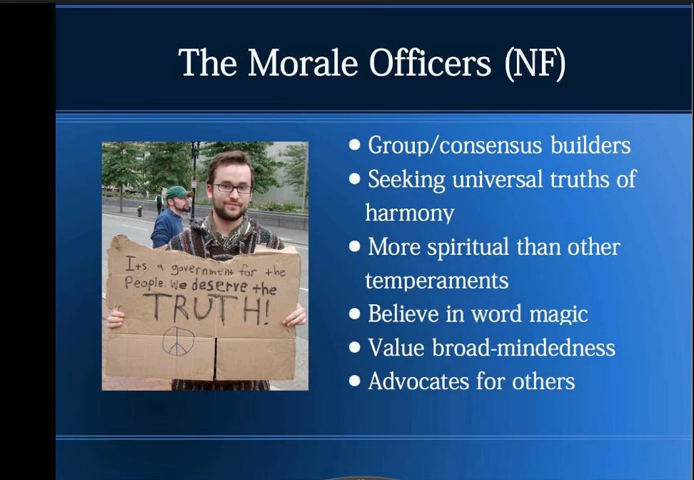 The Morale Officers (NF)
Its a government for the
People. We deserve the
TRUTH!
• Group/consensus builders
• Seeking universal truths of
harmony
• More spiritual than other
temperaments
• Believe in word magic
• Value broad-mindedness
• Advocates for others